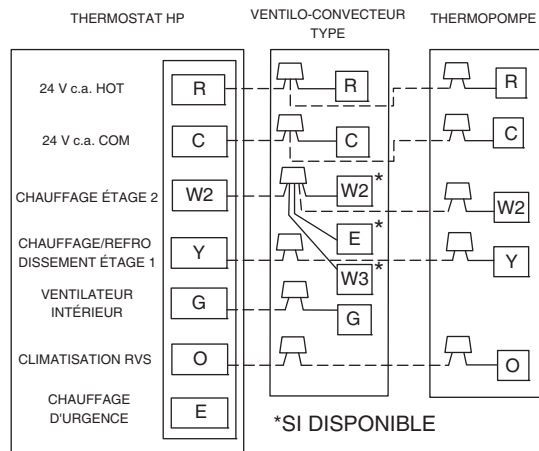 THERMOSTAT HP
VENTILO-CONVECTEUR
TYPE
THERMOPOMPE
24 V c.a. HOT
R
R
R
24 V c.a. COM
C
C
C
CHAUFFAGE ÉTAGE 2
W2
W2
*
W2
E
*
CHAUFFAGE/REFRO
DISSEMENT ÉTAGE 1
Y
W3
*
Y
VENTILATEUR
INTÉRIEUR
G
G
CLIMATISATION RVS
O
O
CHAUFFAGE
D'URGENCE
E
*SI DISPONIBLE